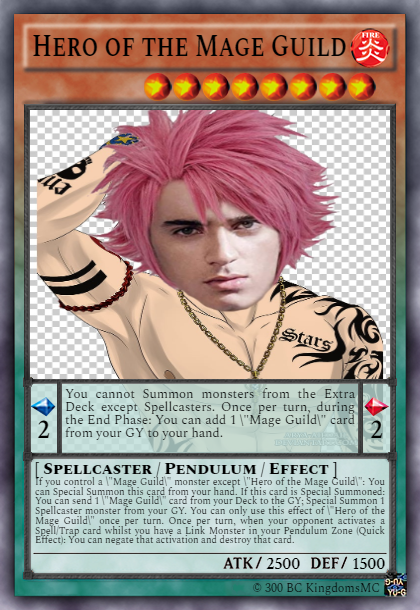 HERO OF THE MAGE GUILD
FIRE
炎
Stars
You cannot Summon monsters from the Extra
Deck except Spellcasters. Once per turn, during
the End Phase: You can add 1 \"Mage Guild\" card
from your GY to your hand.
2
2
[ SPELLCASTER / PENDULUM / EFFECT ]
If you control a \"Mage Guild\" monster except \"Hero of the Mage Guild\": You
can Special Summon this card from your hand. If this card is Special Summoned:
You can send 1 \"Mage Guild\" card from your Deck to the GY; Special Summon 1
Spellcaster monster from your GY. You can only use this effect of \"Hero of
the Mage Guild\" once per turn. Once per turn, when your opponent activates a
Spell/Trap card whilst you have a Link Monster in your Pendulum Zone (Quick
Effect): You can negate that activation and destroy that card.
ATK / 2500 DEF / 1500
© 300 BC KingdomsMC